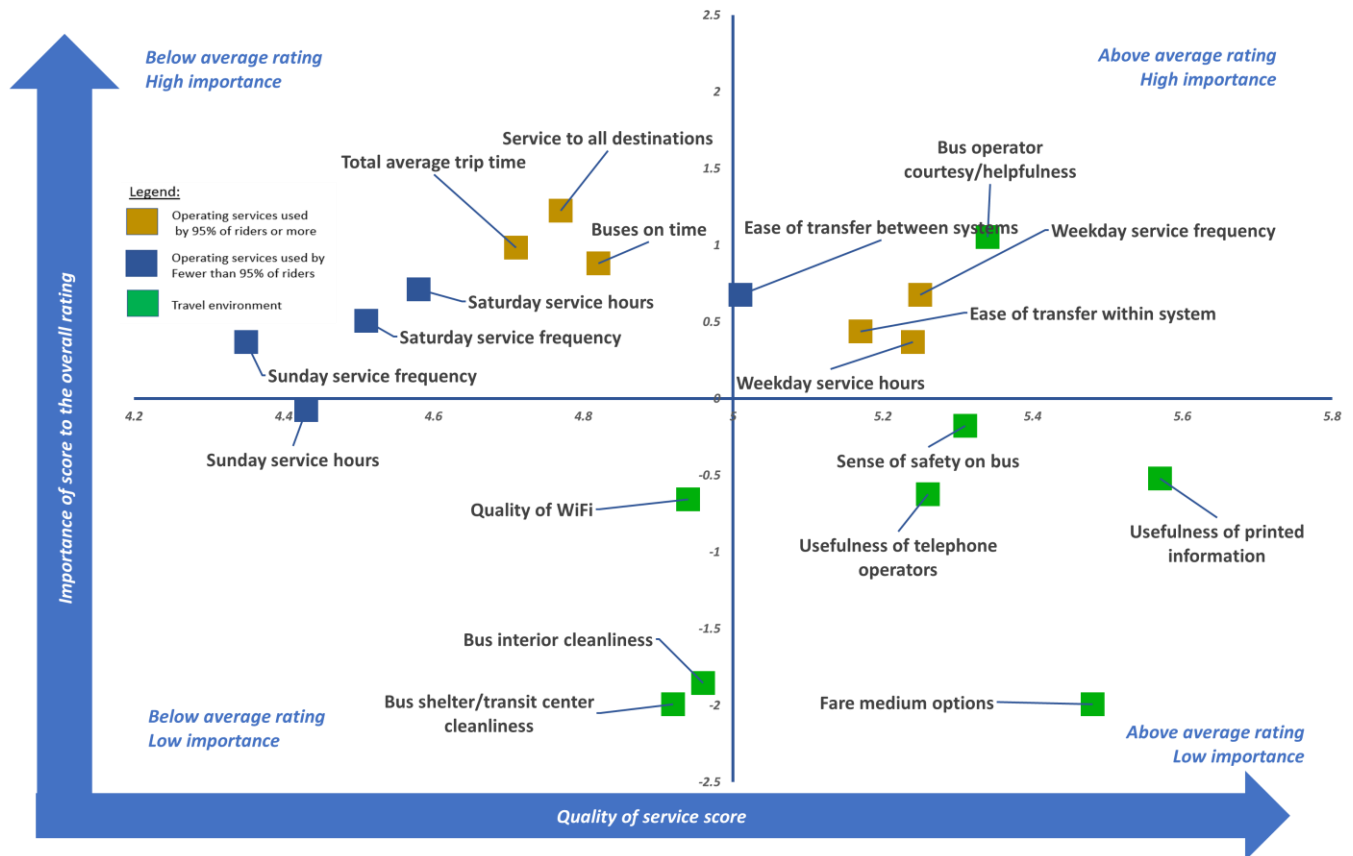 2.5
Below average rating
High importance
Above average rating
High importance
2
Service to all destinations
1.5
Total average trip time
Bus operator
courtesy/helpfulness
Legend:
Operating services used
by 95% of riders or more
Operating services used by
Fewer than 95% of riders
Travel environment
Buses on time
Ease of transfer between systems
Weekday service frequency
1
Saturday service hours
Ease of transfer within system
0.5
Saturday service frequency
Sunday service frequency
Weekday service hours
0
4.2
4.4
4.6
4.8
5
5.2
5.4
5.6
5.8
Sunday service hours
Sense of safety on bus
-0.5
Quality of WiFi
Usefulness of telephone
operators
Usefulness of printed
information
-1
-1.5
Bus interior cleanliness
Bus shelter/transit center
cleanliness
Fare medium options
-2
Below average rating
Low importance
Above average rating
Low importance
-2.5
Importance of score to the overall rating
Quality of service score